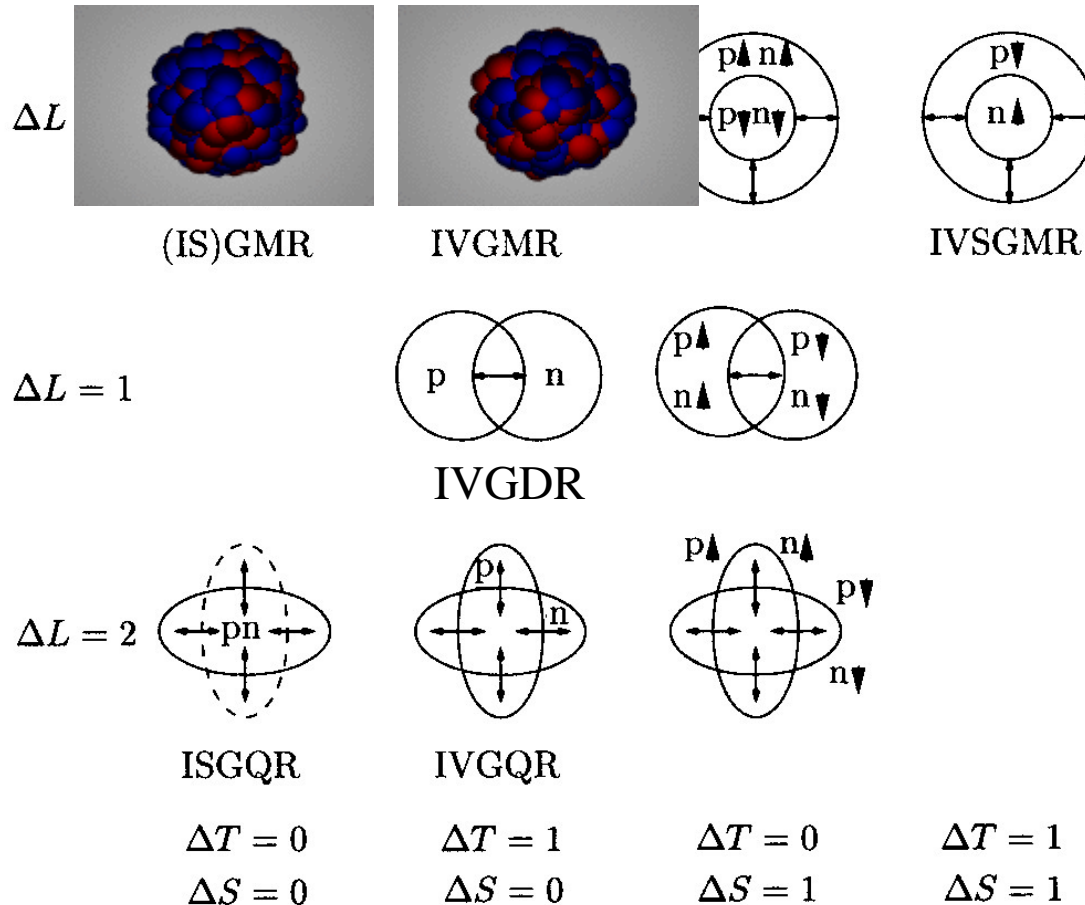 ΔL
p n
p n
p
n
(IS)GMR IVGMR IVSGMR
ΔL = 1
p n
p p
n n
IVGDR
ΔL = 2
pn
p
n
p n
p
n
ISGQR IVGQR
ΔT = 0 ΔT = 1 ΔT = 0 ΔT = 1
ΔS = 0 ΔS = 0 ΔS = 1 ΔS = 1